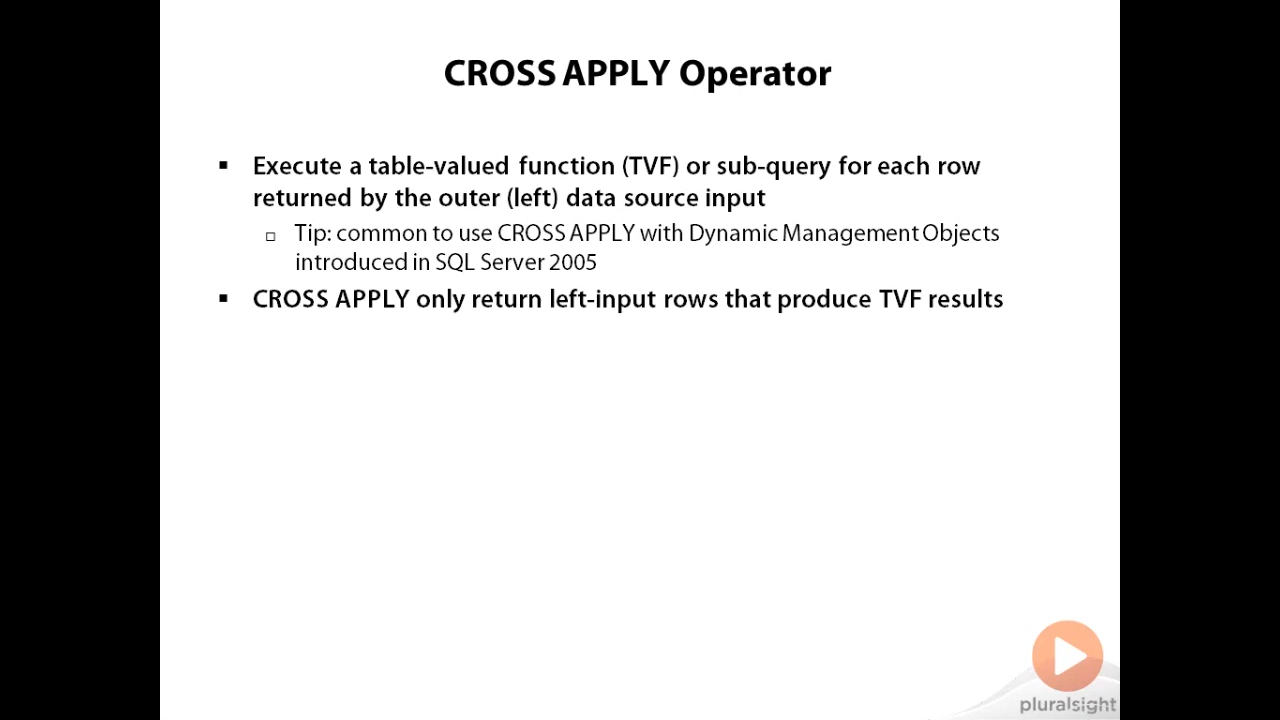 CROSS APPLY Operator
▪ Execute a table-valued function (TVF) or sub-query for each row
returned by the outer (left) data source input
▫ Tip: common to use CROSS APPLY with Dynamic Management Objects
introduced in SQL Server 2005
▪ CROSS APPLY only return left-input rows that produce TVF results
pluralsight